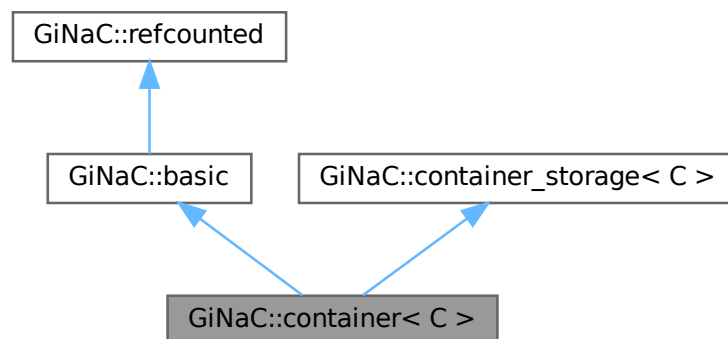 GiNaC::refcounted
GiNaC::basic
GiNaC::container_storage< C >
GiNaC::container< C >